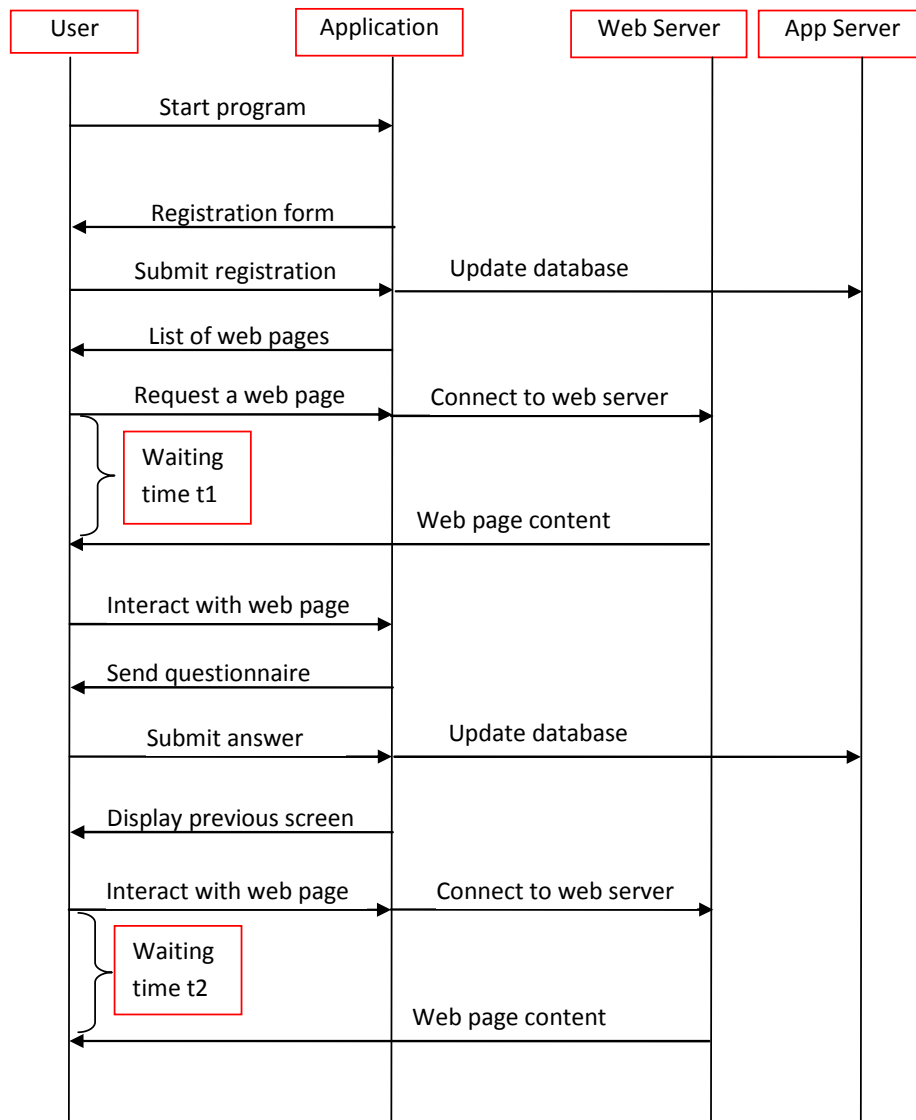 User
Application
Web Server
App Server
Start program
Registration form
Submit registration
Update database
List of web pages
Request a web page
Connect to web server
Waiting
time t1
Web page content
Interact with web page
Send questionnaire
Submit answer
Update database
Display previous screen
Interact with web page
Connect to web server
Waiting
time t2
Web page content